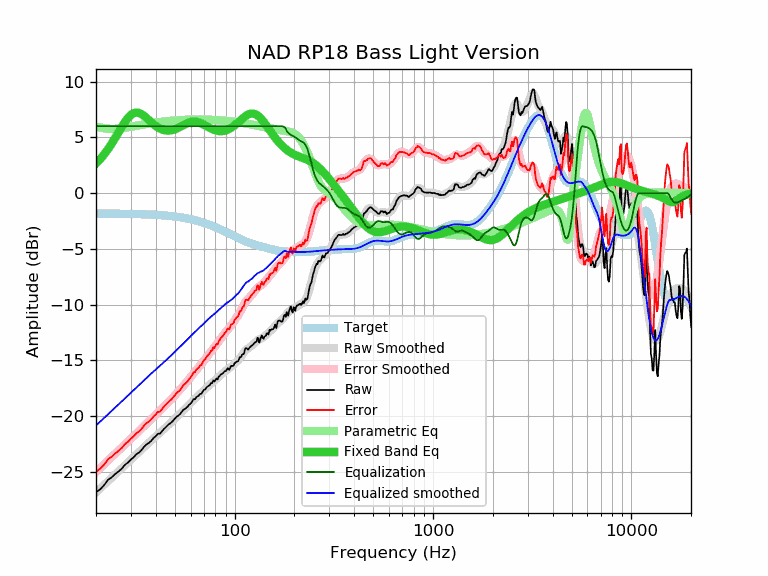 NAD RP18 Bass Light Version
10
5
0
−5
−10
−15
−20
−25
Amplitude (dBr)
Target
Raw Smoothed
Error Smoothed
Raw
Error
Parametric Eq
Fixed Band Eq
Equalization
Equalized smoothed
100
1000
10000
Frequency (Hz)